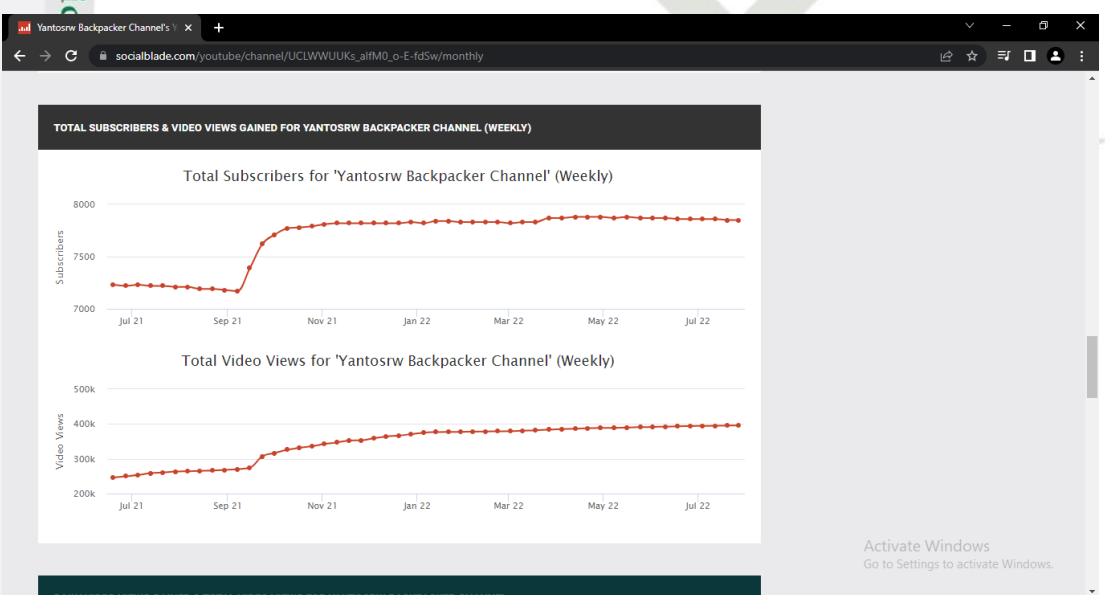 Yantosrw Backpacker Channel's Y
socialblade.com/youtube/channel/UCLWWUUKs_alfM0_o-E-fdSw/monthly
TOTAL SUBSCRIBERS & VIDEO VIEWS GAINED FOR YANTOSRW BACKPACKER CHANNEL (WEEKLY)
Total Subscribers for 'Yantosrw Backpacker Channel' (Weekly)
8000
7500
7000
Subscribers
Jul 21 Sep 21 Nov 21 Jan 22 Mar 22 May 22 Jul 22
Total Video Views for 'Yantosrw Backpacker Channel' (Weekly)
500k
400k
300k
200k
Video Views
Jul 21 Sep 21 Nov 21 Jan 22 Mar 22 May 22 Jul 22
Activate Windows
Go to Settings to activate Windows.